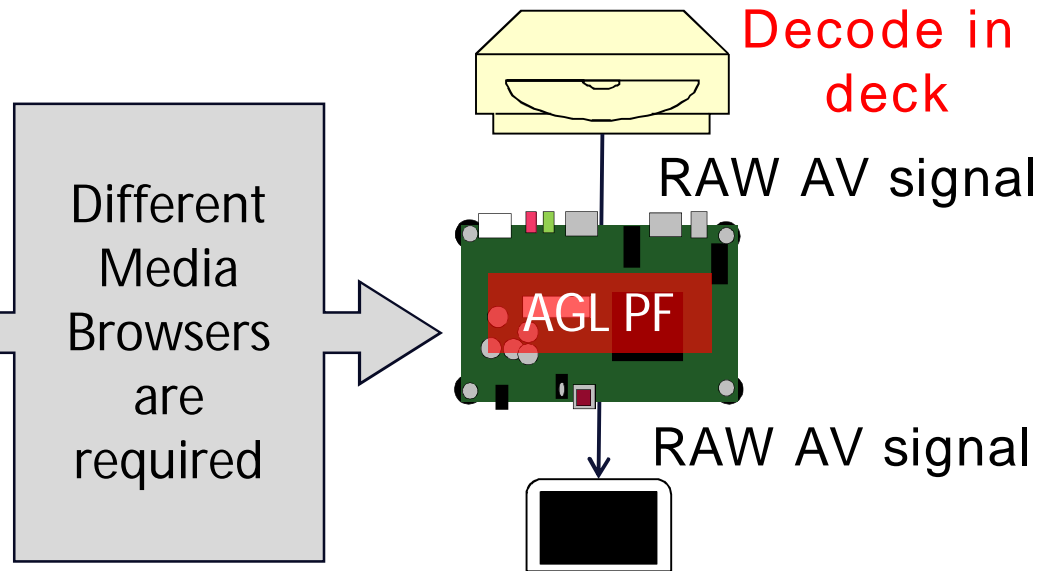 Decode in
deck
RAW AV signal
Different
Media
Browsers
are
required
AGL PF
RAW AV signal